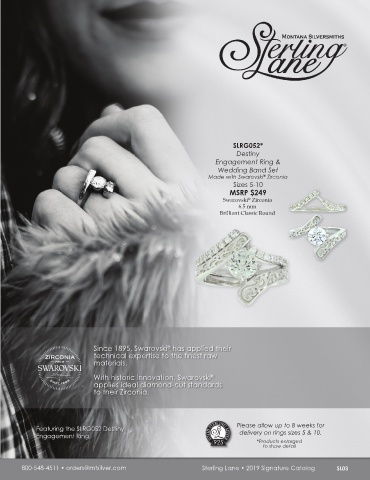 MONTANA SILVERSMITHS
Sterling
Lane
SLRG052*
Destiny
Engagement Ring &
Wedding Band Set
Made with Swarovski® Zirconia
Sizes 5-10
MSRP $249
Swarovski® Zirconia
6.5 mm
Brilliant Classic Round
ZIRCONIA
SWAROVSKI
Since 1895, Swarovski® has applied their
technical expertise to the finest raw
materials.
With historic innovation, Swarovski®
applies ideal diamond-cut standards
to their Zirconia.
Featuring the SLRG052 Destiny
Engagement Ring.
925
Please allow up to 8 weeks for
delivery on rings sizes 5 & 10.
*Products enlarged
to show detail
800-548-4511 • orders@mtsilver.com
Sterling Lane • 2019 Signature Catalog
SL03